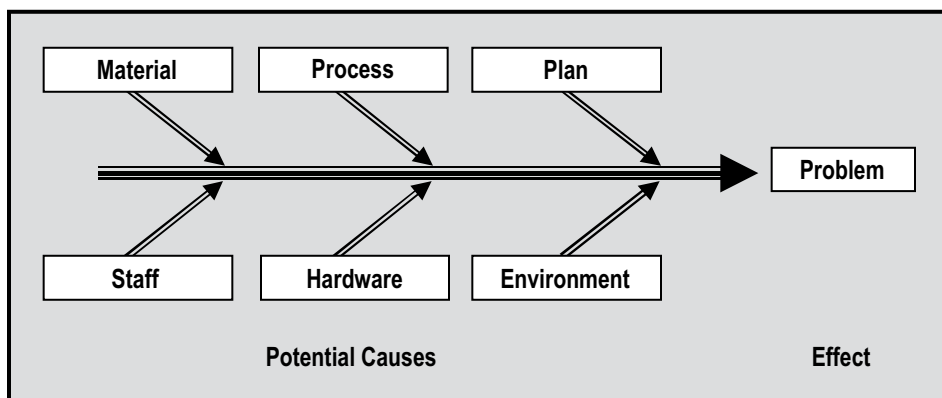 Material
Process
Plan
Problem
Staff
Hardware
Environment
Potential Causes
Effect